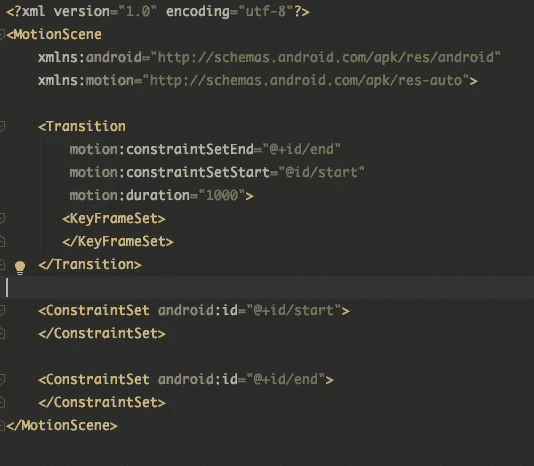 <?xml version="1.0" encoding="utf-8"?>
<MotionScene
    xmlns:android="http://schemas.android.com/apk/res/android"
    xmlns:motion="http://schemas.android.com/apk/res-auto">
    <Transition
        motion:constraintSetEnd="@+id/end"
        motion:constraintSetStart="@id/start"
        motion:duration="1000">
       <KeyFrameSet>
       </KeyFrameSet>
    </Transition>
    <ConstraintSet android:id="@+id/start">
    </ConstraintSet>
    <ConstraintSet android:id="@+id/end">
    </ConstraintSet>
</MotionScene>